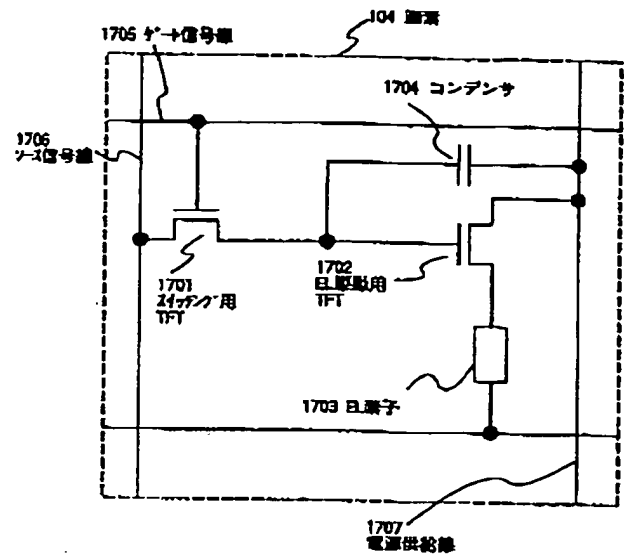 104 画素
1705 ゲート信号線
1704 コンデンサ
1706
ソース信号線
1701
スイッチング用
TFT
1702
EL駆動用
TFT
1703 EL素子
1707
電源供給線